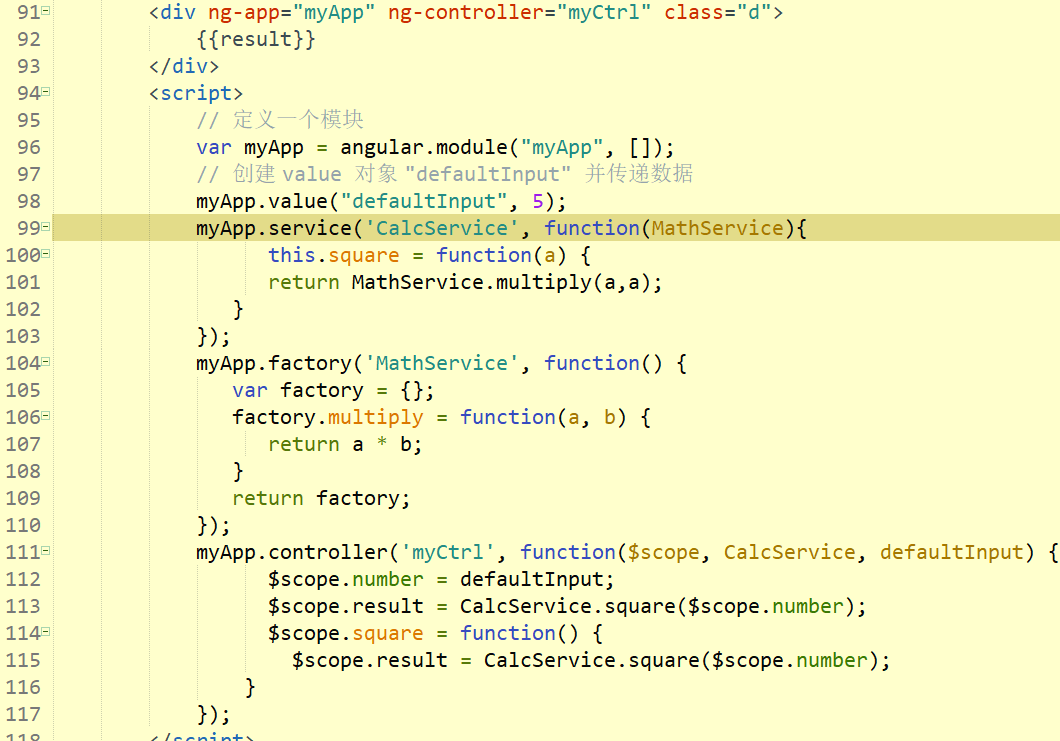 91 <div ng-app="myApp" ng-controller="myCtrl" class="d">
92 {{result}}
93 </div>
94 <script>
95 // 定义一个模块
96 var myApp = angular.module("myApp", []);
97 // 创建 value 对象 "defaultInput" 并传递数据
98 myApp.value("defaultInput", 5);
99 myApp.service('CalcService', function(MathService){
100 this.square = function(a) {
101 return MathService.multiply(a,a);
102 }
103 });
104 myApp.factory('MathService', function() {
105 var factory = {};
106 factory.multiply = function(a, b) {
107 return a * b;
108 }
109 return factory;
110 });
111 myApp.controller('myCtrl', function($scope, CalcService, defaultInput) {
112 $scope.number = defaultInput;
113 $scope.result = CalcService.square($scope.number);
114 $scope.square = function() {
115 $scope.result = CalcService.square($scope.number);
116 }
117 });
118 </script>